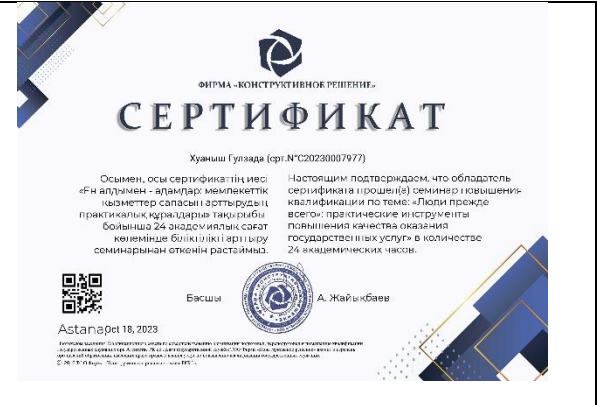 ФИРМА «КОНСТРУКТИВНОЕ РЕШЕНИЕ»
СЕРТИФИКАТ
Хуаныш Гулзада (срт.N°C20230007977)
Осымен, осы сертификаттің иесі
«Ең алдымен - адамдар: мемлекеттік
қызметтер сапасын арттырудың
практикалық құралдары» тақырыбы
бойынша 24 академиялық сағат
көлемінде біліктілікті арттыру
семинарынан өткенін растаймыз.
Настоящим подтверждаем, что обладатель
сертификата прошел(а) семинар повышения
квалификации по теме: «Люди прежде
всего»: практические инструменты
повышения качества оказания
государственных услуг» в количестве
24 академических часов.
Басшы
А. Жайыкбаев
Astana, Oct 18, 2023